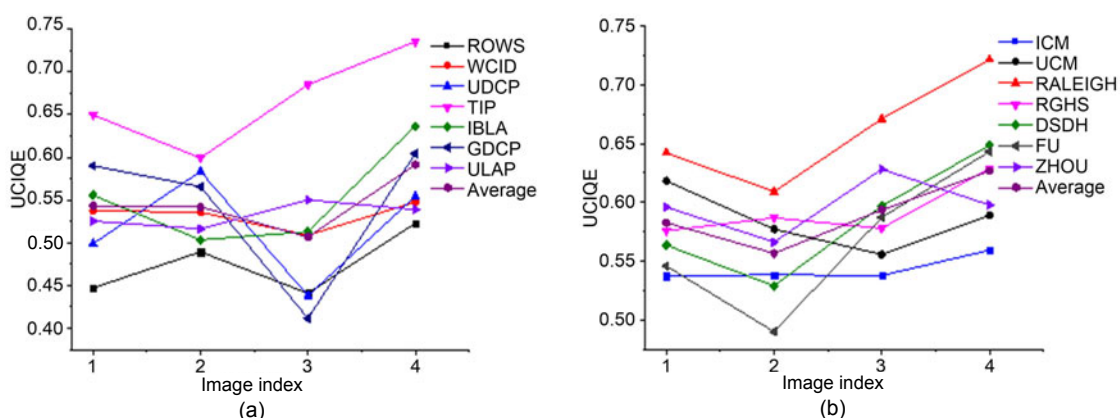 0.75
0.70
0.65
0.60
0.55
0.50
0.45
0.40
UCIQE
1
2
3
4
Image index
(a)
ROWS
WCID
UDCP
TIP
IBLA
GDCP
ULAP
Average
0.75
0.70
0.65
0.60
0.55
0.50
UCIQE
1
2
3
4
Image index
(b)
ICM
UCM
RALEIGH
RGHS
DSDH
FU
ZHOU
Average